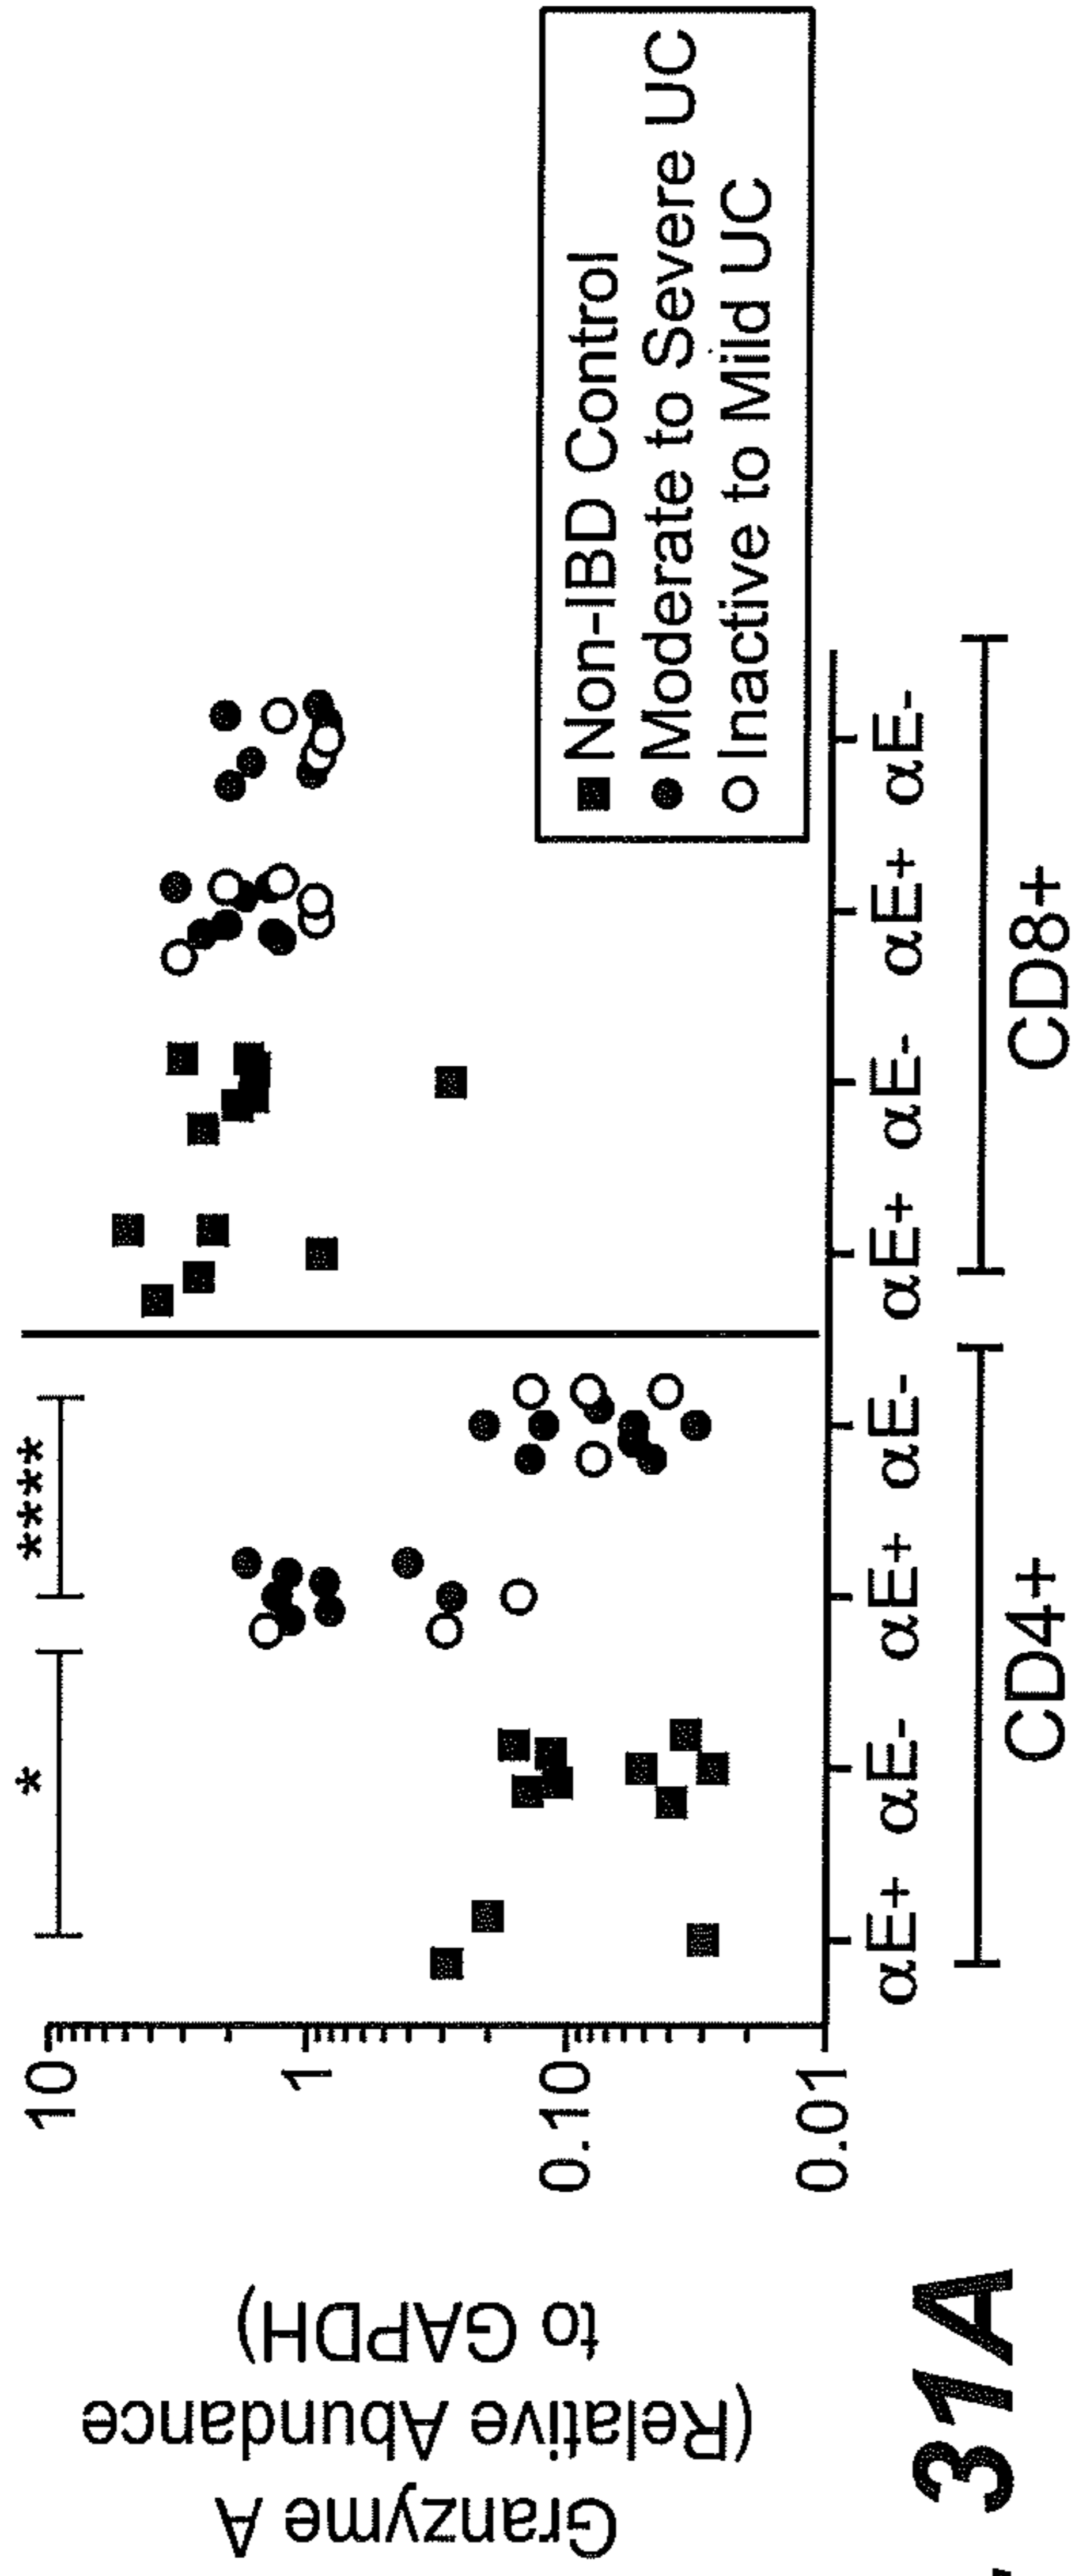 Granzyme A
(Relative Abundance
to GAPDH)
10
1
0.10
0.01
*
****
αE+ αE- αE+ αE- αE+ αE- αE+ αE-
CD4+ CD8+
Non-IBD Control
Moderate to Severe UC
Inactive to Mild UC
31A